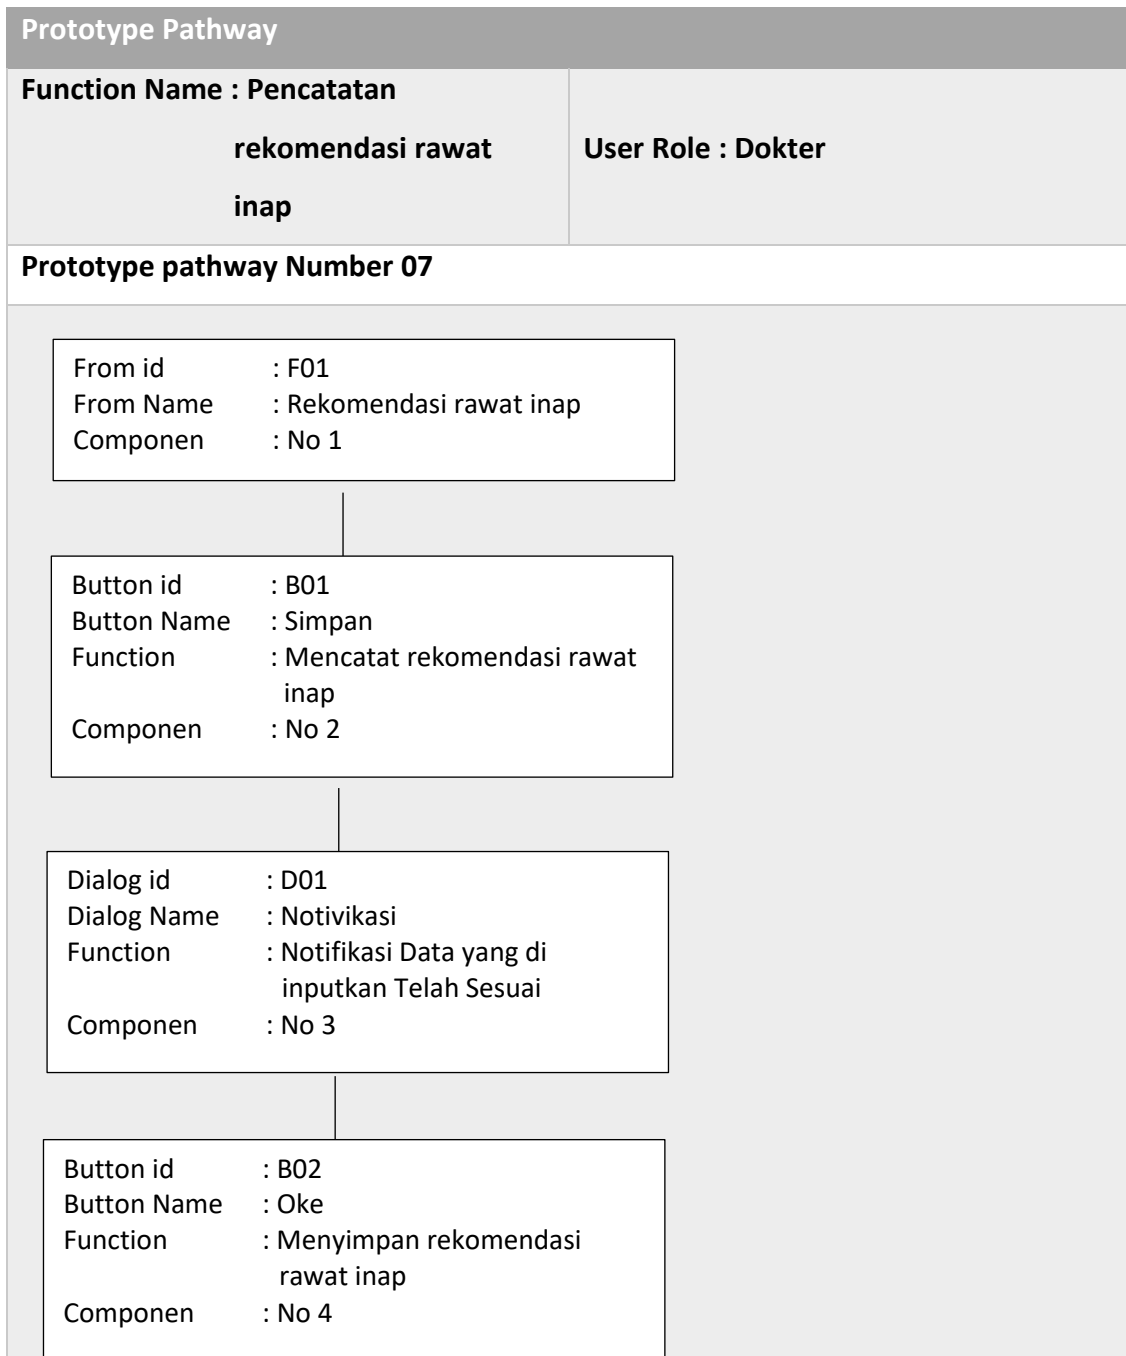 Prototype Pathway
Function Name : Pencatatan
rekomendasi rawat
inap
User Role : Dokter
Prototype pathway Number 07
From id : F01
From Name : Rekomendasi rawat inap
Componen : No 1
Button id : B01
Button Name : Simpan
Function : Mencatat rekomendasi rawat
inap
Componen : No 2
Dialog id : D01
Dialog Name : Notivikasi
Function : Notifikasi Data yang di
inputkan Telah Sesuai
Componen : No 3
Button id : B02
Button Name : Oke
Function : Menyimpan rekomendasi
rawat inap
Componen : No 4